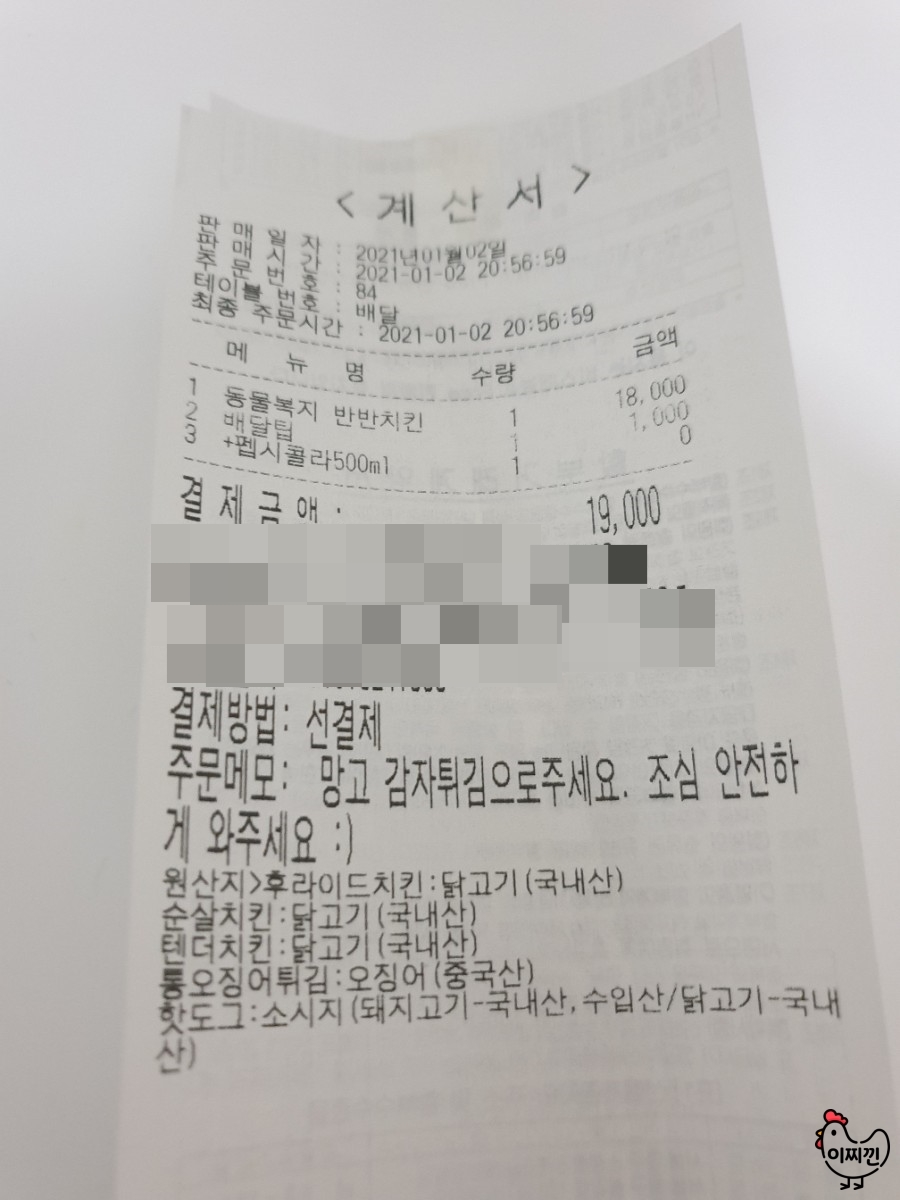 < 계 산 서 >
판 매 일 자 : 2021년01월02일
판 매 시 간 : 2021-01-02 20:56:59
주 문 번 호 : 84
테이블 번호 : 배달
최종 주문시간 : 2021-01-02 20:56:59
메 뉴 명 수량 금액
1 동물복지 반반치킨 1 18,000
2 배달팁 1 1,000
3 +펩시콜라500ml 1 0
결 제 금 액 : 19,000
결제방법: 선결제
주문메모: 망고 감자튀김으로주세요. 조심 안전하
게 와주세요 :)
원산지>후라이드치킨:닭고기(국내산)
순살치킨:닭고기(국내산)
텐더치킨:닭고기(국내산)
통오징어튀김:오징어(중국산)
핫도그:소시지(돼지고기-국내산,수입산/닭고기-국내
산)
이찌낀